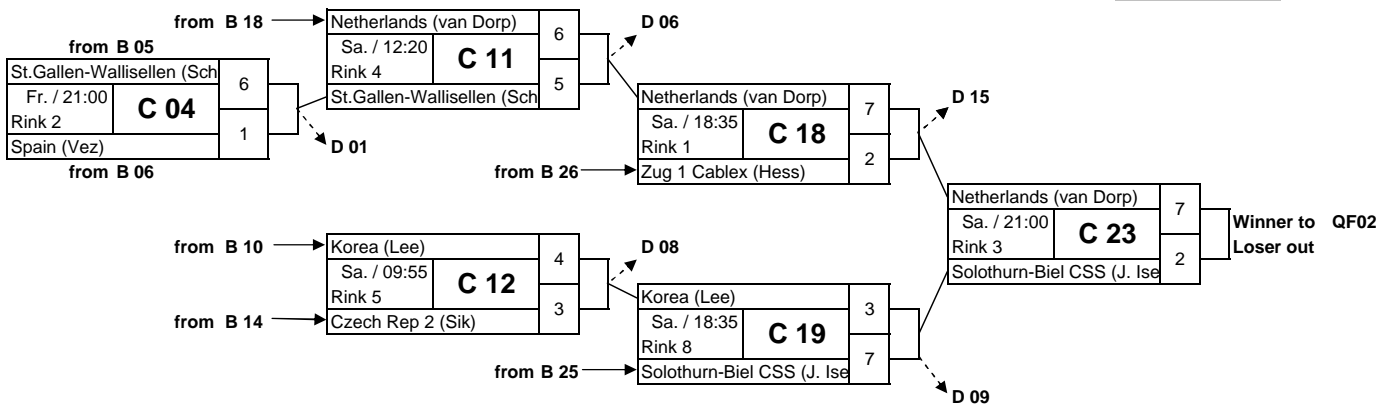 from B 18
Netherlands (van Dorp)
6
D 06
Sa. / 12:20
Rink 4
C 11
St.Gallen-Wallisellen (Sch
5
from B 05
St.Gallen-Wallisellen (Sch
6
Fr. / 21:00
Rink 2
C 04
Spain (Vez)
1
D 01
from B 06
Netherlands (van Dorp)
7
D 15
Sa. / 18:35
Rink 1
C 18
from B 26
Zug 1 Cablex (Hess)
2
Netherlands (van Dorp)
7
Sa. / 21:00
Rink 3
C 23
Solothurn-Biel CSS (J. Ise
2
Winner to QF02
Loser out
from B 10
Korea (Lee)
4
D 08
Sa. / 09:55
Rink 5
C 12
from B 14
Czech Rep 2 (Sik)
3
Korea (Lee)
3
Sa. / 18:35
Rink 8
C 19
from B 25
Solothurn-Biel CSS (J. Ise
7
D 09